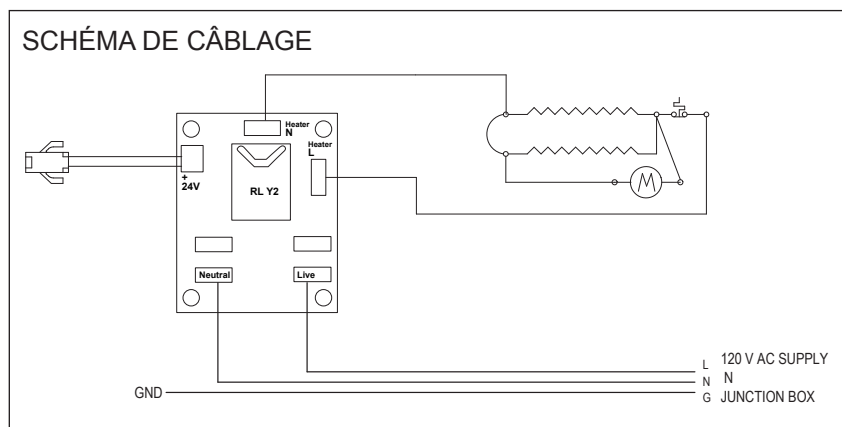 SCHÉMA DE CÂBLAGE
Heater
N
Heater
L
+
24V
RL Y2
M
Neutral
Live
L 120 V AC SUPPLY
N N
GND
G JUNCTION BOX